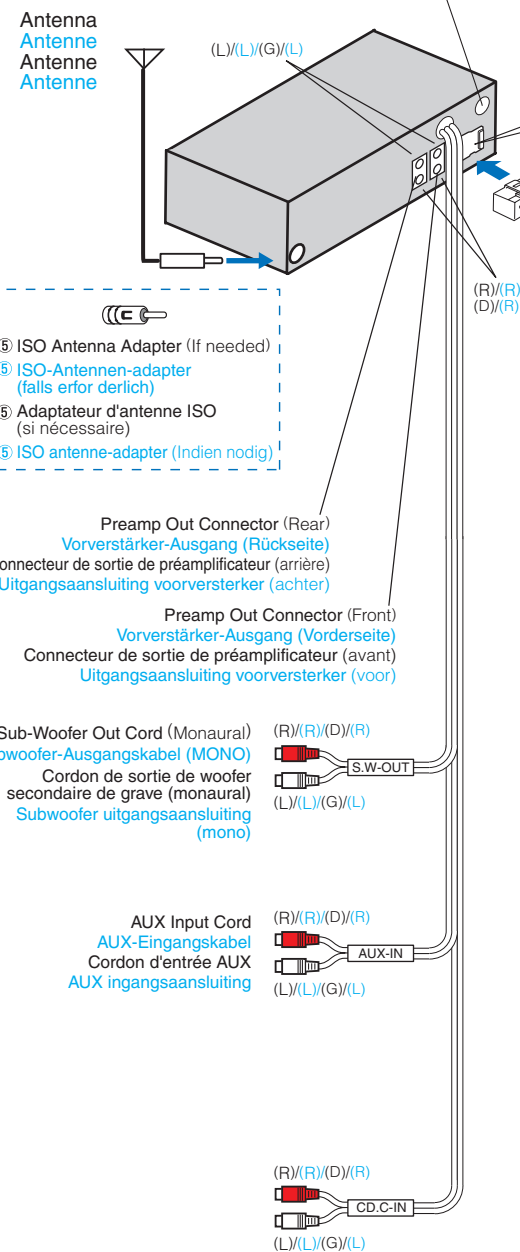 Antenna
Antenne
Antenne
Antenne
(L)/(L)/(G)/(L)
(R)/(R)
(D)/(R)
⑤ ISO Antenna Adapter (If needed)
⑤ ISO-Antennen-adapter
(falls erfor derlich)
⑤ Adaptateur d'antenne ISO
(si nécessaire)
⑤ ISO antenne-adapter (Indien nodig)
Preamp Out Connector (Rear)
Vorverstärker-Ausgang (Rückseite)
onnecteur de sortie de préamplificateur (arrière)
Uitgangsaansluiting voorversterker (achter)
Preamp Out Connector (Front)
Vorverstärker-Ausgang (Vorderseite)
Connecteur de sortie de préamplificateur (avant)
Uitgangsaansluiting voorversterker (voor)
Sub-Woofer Out Cord (Monaural)
bwoofer-Ausgangskabel (MONO)
Cordon de sortie de woofer
secondaire de grave (monaural)
Subwoofer uitgangsaansluiting
(mono)
(R)/(R)/(D)/(R)
S.W-OUT
(L)/(L)/(G)/(L)
AUX Input Cord
AUX-Eingangskabel
Cordon d'entrée AUX
AUX ingangsaansluiting
(R)/(R)/(D)/(R)
AUX-IN
(L)/(L)/(G)/(L)
(R)/(R)/(D)/(R)
CD.C-IN
(L)/(L)/(G)/(L)